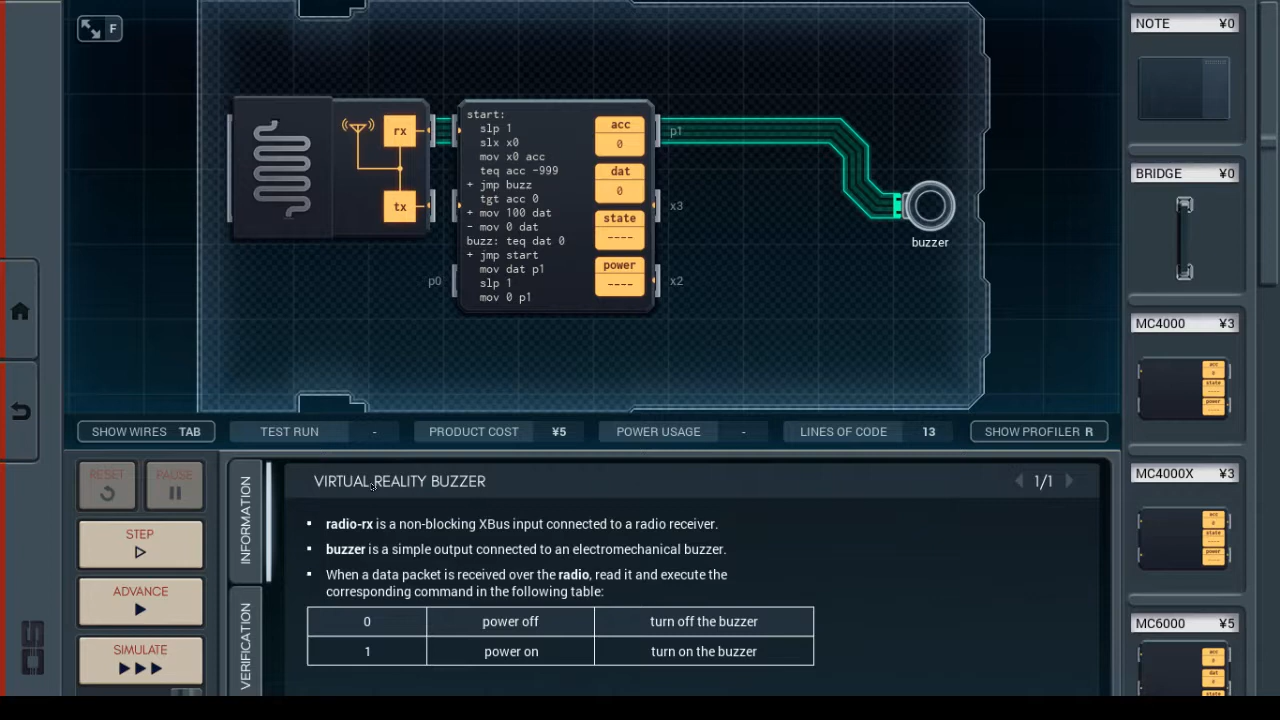 F
NOTE ¥0
BRIDGE ¥0
MC4000 ¥3
MC4000X ¥3
MC6000 ¥5
rx
tx
start:
slp 1
slx x0
mov x0 acc
teq acc -999
+ jmp buzz
tgt acc 0
+ mov 100 dat
- mov 0 dat
buzz: teq dat 0
+ jmp start
mov dat p1
slp 1
mov 0 p1
acc
0
dat
0
state
----
power
----
p1
x3
x2
p0
buzzer
SHOW WIRES TAB
TEST RUN -
PRODUCT COST ¥5
POWER USAGE -
LINES OF CODE 13
SHOW PROFILER R
RESET
PAUSE
STEP
ADVANCE
SIMULATE
INFORMATION
VERIFICATION
VIRTUAL REALITY BUZZER
1/1
▪ radio-rx is a non-blocking XBus input connected to a radio receiver.
▪ buzzer is a simple output connected to an electromechanical buzzer.
▪ When a data packet is received over the radio, read it and execute the
corresponding command in the following table:
0 power off turn off the buzzer
1 power on turn on the buzzer